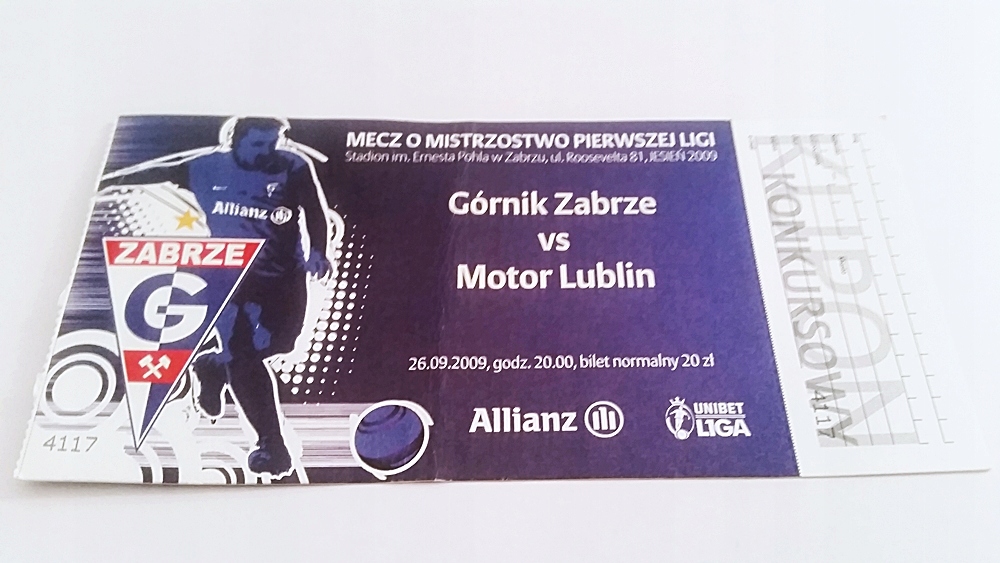 MECZ O MISTRZOSTWO PIERWSZEJ LIGI
Stadion im. Ernesta Pohla w Zabrzu, ul. Roosevelta 81, JESIEŃ 2009
Górnik Zabrze
vs
Motor Lublin
26.09.2009, godz. 20.00, bilet normalny 20 zł
Allianz
UNIBET
LIGA
Allianz
ZABRZE
G
4117
KUPON
KONKURSOWY
4117